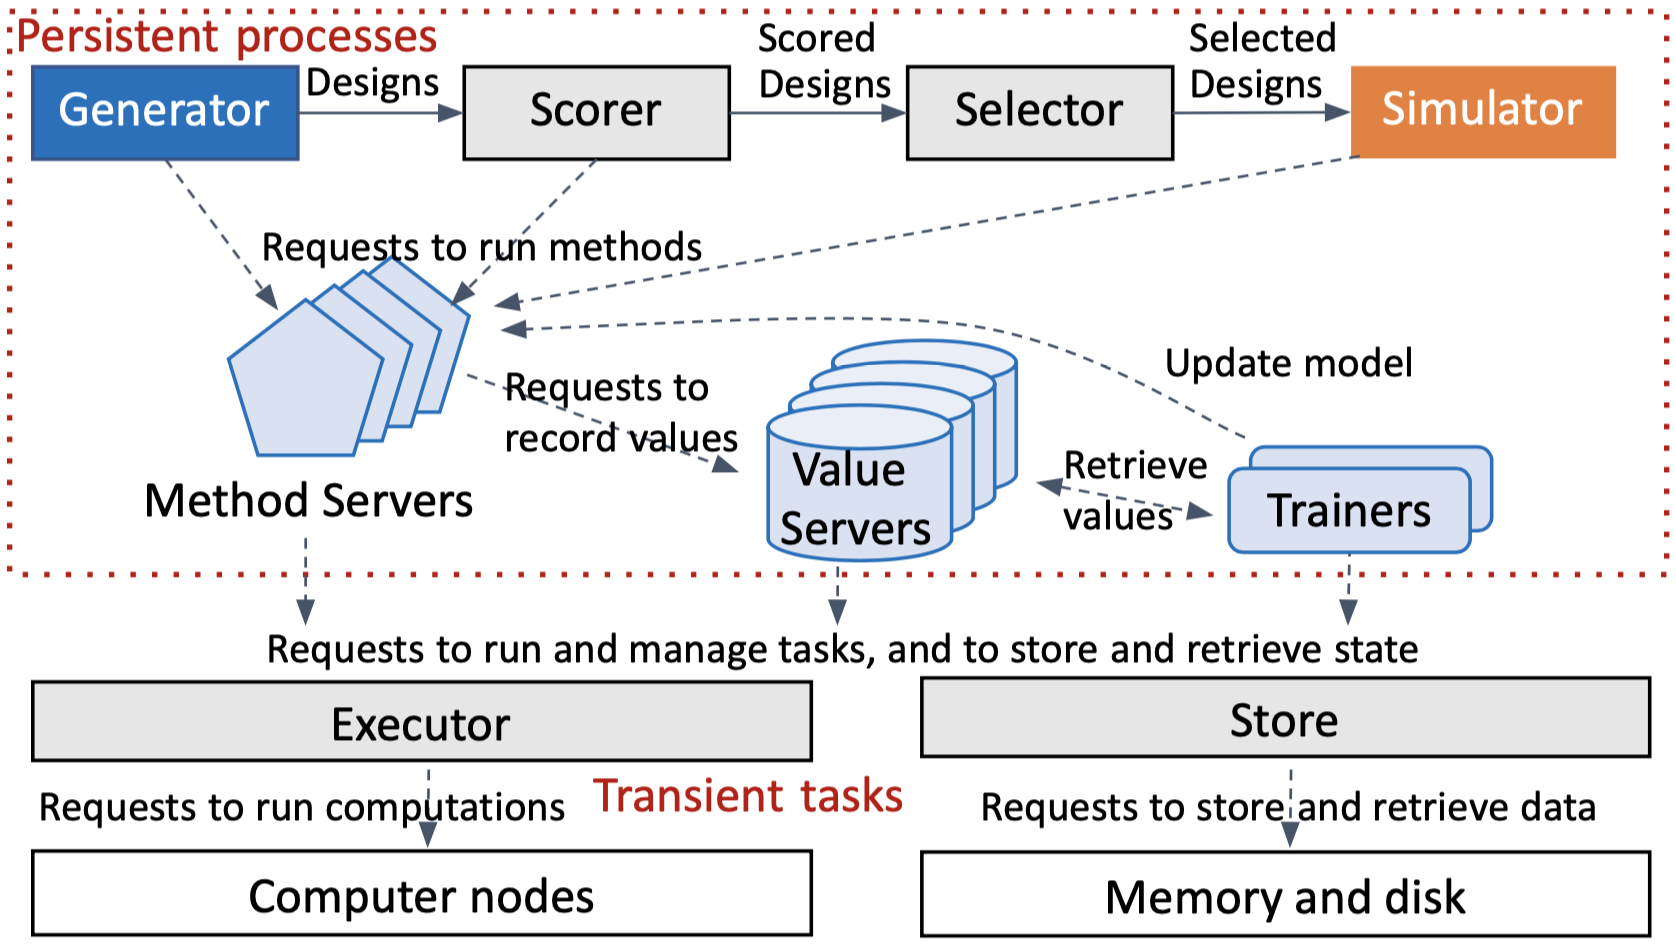 Persistent processes
Generator
Designs
Scorer
Scored
Designs
Selector
Selected
Designs
Simulator
Requests to run methods
Method Servers
Requests to
record values
Value
Servers
Retrieve
values
Update model
Trainers
Requests to run and manage tasks, and to store and retrieve state
Executor
Store
Requests to run computations
Transient tasks
Requests to store and retrieve data
Computer nodes
Memory and disk